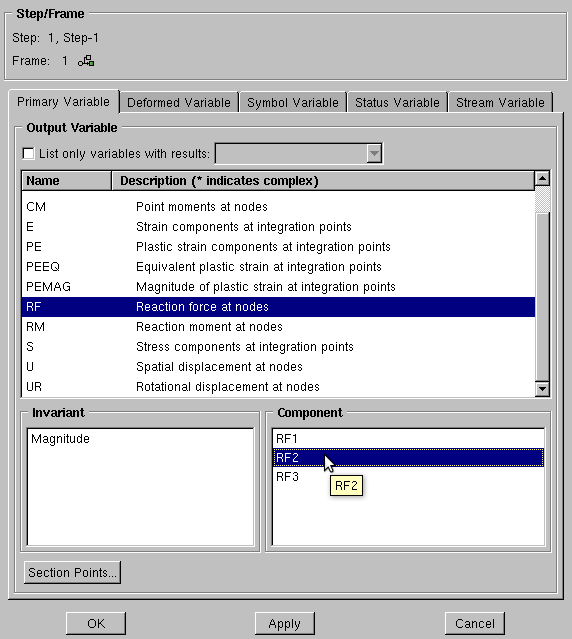 Step/Frame
Step: 1, Step-1
Frame: 1
Primary Variable Deformed Variable Symbol Variable Status Variable Stream Variable
Output Variable
List only variables with results:
Name Description (* indicates complex)
CM Point moments at nodes
E Strain components at integration points
PE Plastic strain components at integration points
PEEQ Equivalent plastic strain at integration points
PEMAG Magnitude of plastic strain at integration points
RF Reaction force at nodes
RM Reaction moment at nodes
S Stress components at integration points
U Spatial displacement at nodes
UR Rotational displacement at nodes
Invariant
Magnitude
Component
RF1
RF2
RF3
RF2
Section Points...
OK Apply Cancel